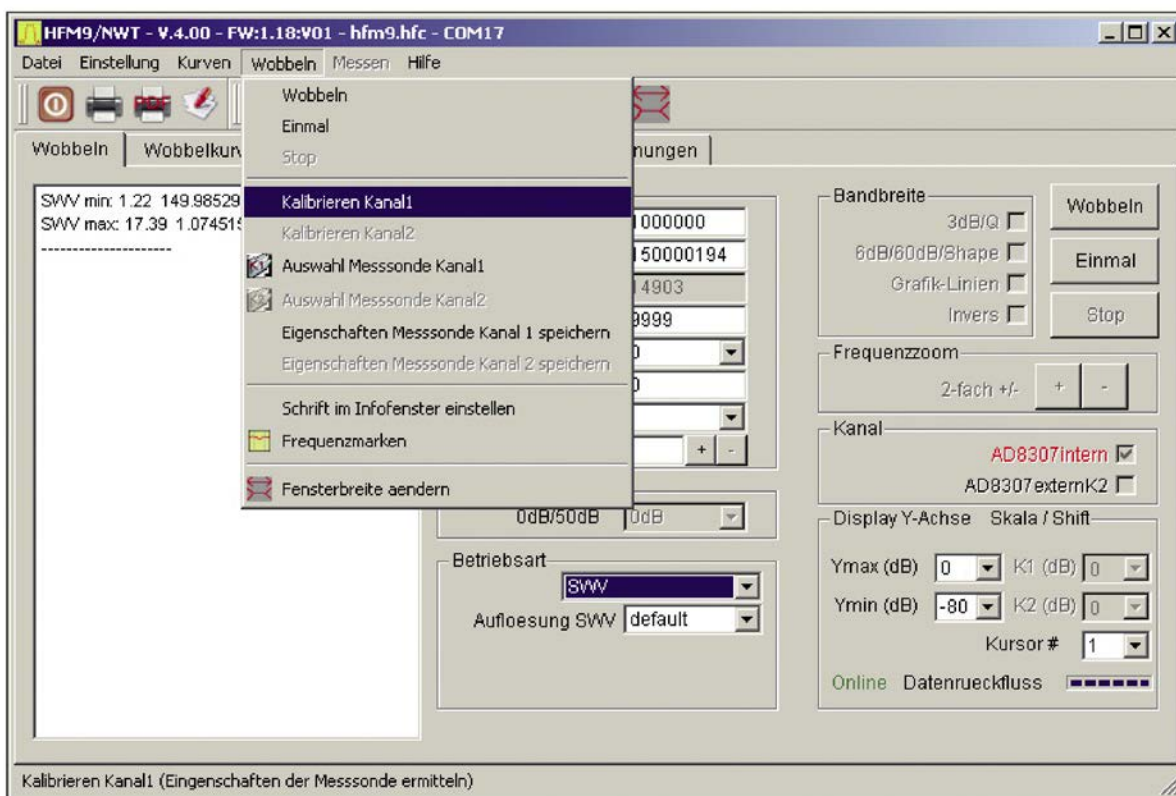 HFM9/NWT - V.4.00 - FW:1.18:V01 - hfm9.hfc - COM17
Datei Einstellung Kurven Wobbeln Messen Hilfe
PDF
Wobbeln
Einmal
Stop
Kalibrieren Kanal1
Kalibrieren Kanal2
K1 Auswahl Messsonde Kanal1
Auswahl Messsonde Kanal2
Eigenschaften Messsonde Kanal 1 speichern
Eigenschaften Messsonde Kanal 2 speichern
Schrift im Infofenster einstellen
Frequenzmarken
Fensterbreite aendern
Wobbeln
SWV min: 1.22 149.98529
SWV max: 17.39
---------------------
1000000
14903
9999
+ -
0dB/50dB 0dB
Betriebsart
SWV
Aufloesung SWV default
Bandbreite
3dB/Q
6dB/60dB/Shape
Grafik-Linien
Invers
Wobbeln
Einmal
Stop
Frequenzzoom
2-fach +/- + -
Kanal
AD8307intern
AD8307externK2
Display Y-Achse Skala / Shift
Ymax (dB) 0 K1 (dB) 0
Ymin (dB) -80 K2 (dB) 0
Kursor # 1
Online Datenrueckfluss
Kalibrieren Kanal1 (Eingenschaften der Messsonde ermitteln)